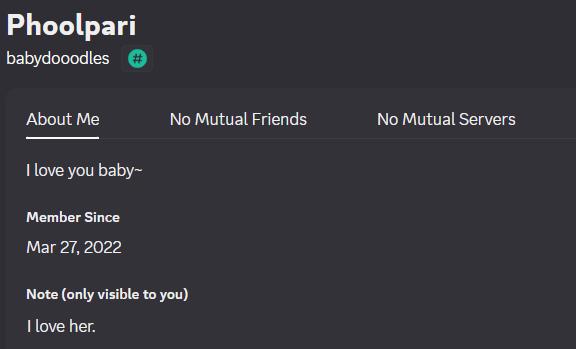 Phoolpari
babydooodles #
About Me No Mutual Friends No Mutual Servers
I love you baby~
Member Since
Mar 27, 2022
Note (only visible to you)
I love her.